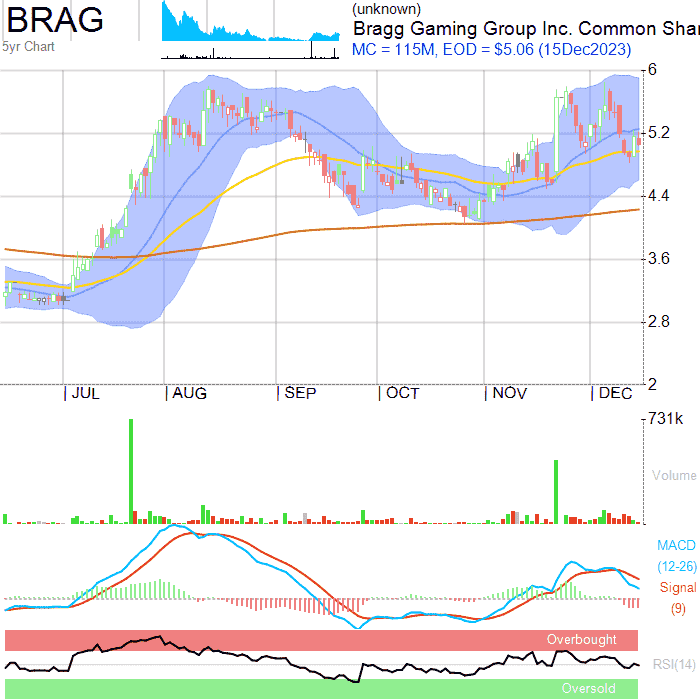 BRAG
5yr Chart
(unknown)
Bragg Gaming Group Inc. Common Shar
MC = 115M, EOD = $5.06 (15Dec2023)
6
5.2
4.4
3.6
2.8
2
JUL AUG SEP OCT NOV DEC
731k
Volume
MACD
(12-26)
Signal
(9)
Overbought
RSI(14)
Oversold